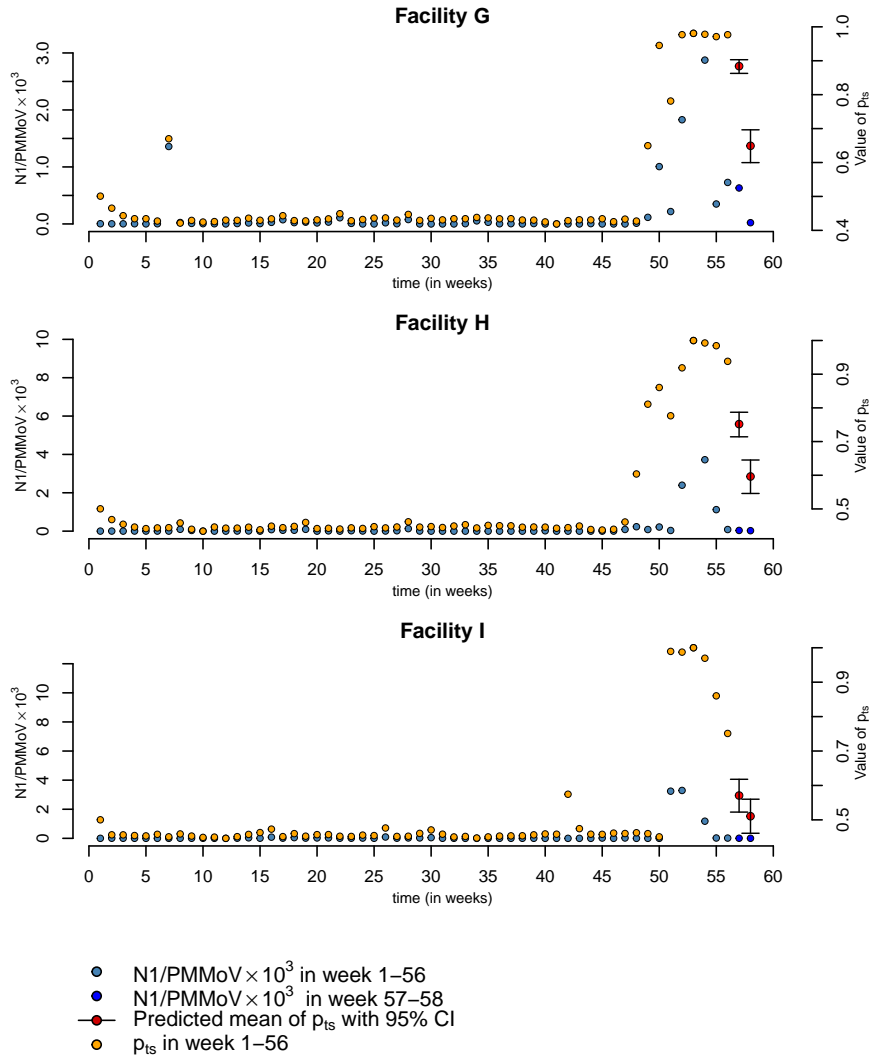 Facility G
N1/PMMoV × 10³
0.0 1.0 2.0 3.0
Value of pₜₛ
0.4 0.6 0.8 1.0
0 5 10 15 20 25 30 35 40 45 50 55 60
time (in weeks)
Facility H
N1/PMMoV × 10³
0 2 4 6 8 10
Value of pₜₛ
0.5 0.7 0.9
0 5 10 15 20 25 30 35 40 45 50 55 60
time (in weeks)
Facility I
N1/PMMoV × 10³
0 2 4 6 8 10
Value of pₜₛ
0.5 0.7 0.9
0 5 10 15 20 25 30 35 40 45 50 55 60
time (in weeks)
N1/PMMoV × 10³ in week 1−56
N1/PMMoV × 10³ in week 57−58
Predicted mean of pₜₛ with 95% CI
pₜₛ in week 1−56